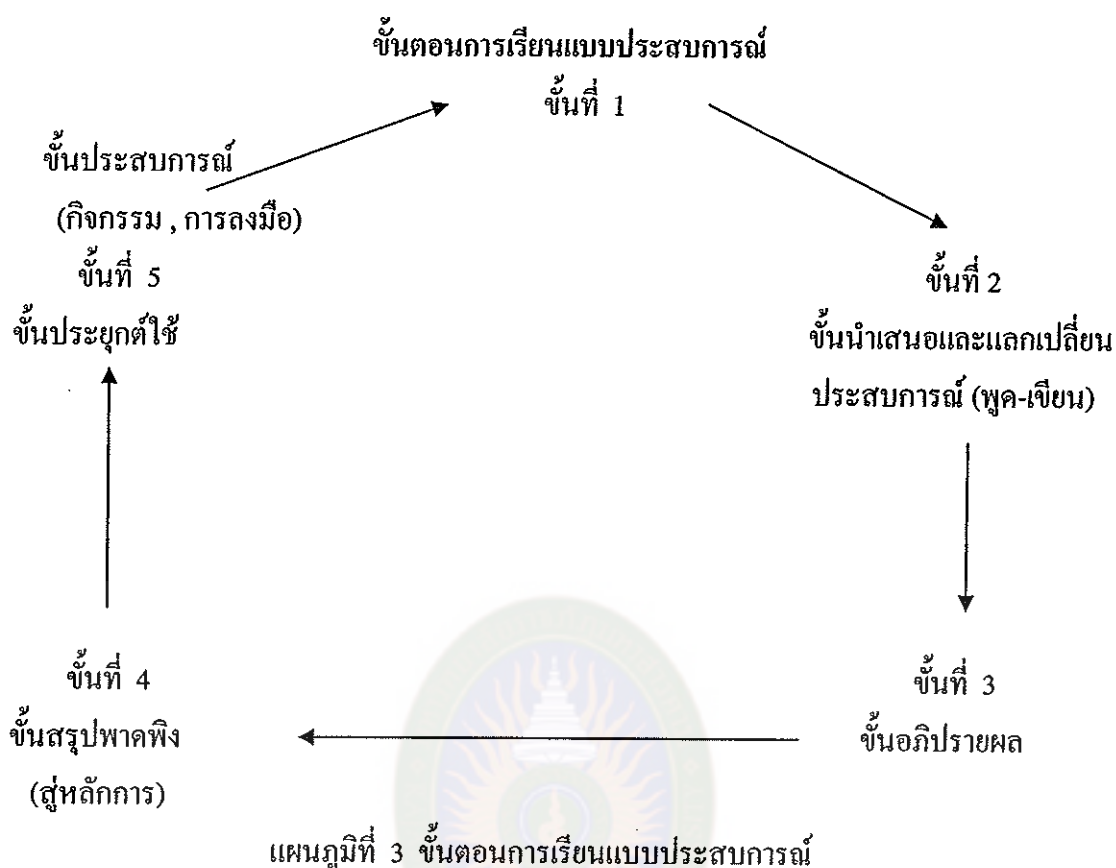 ขั้นตอนการเรียนแบบประสบการณ์
ขั้นที่ 1
ขั้นประสบการณ์
(กิจกรรม , การลงมือ)
ขั้นที่ 5
ขั้นประยุกต์ใช้
ขั้นที่ 2
ขั้นนำเสนอและแลกเปลี่ยน
ประสบการณ์ (พูด-เขียน)
ขั้นที่ 4
ขั้นสรุปพาดพิง
(สู่หลักการ)
ขั้นที่ 3
ขั้นอภิปรายผล
แผนภูมิที่ 3 ขั้นตอนการเรียนแบบประสบการณ์